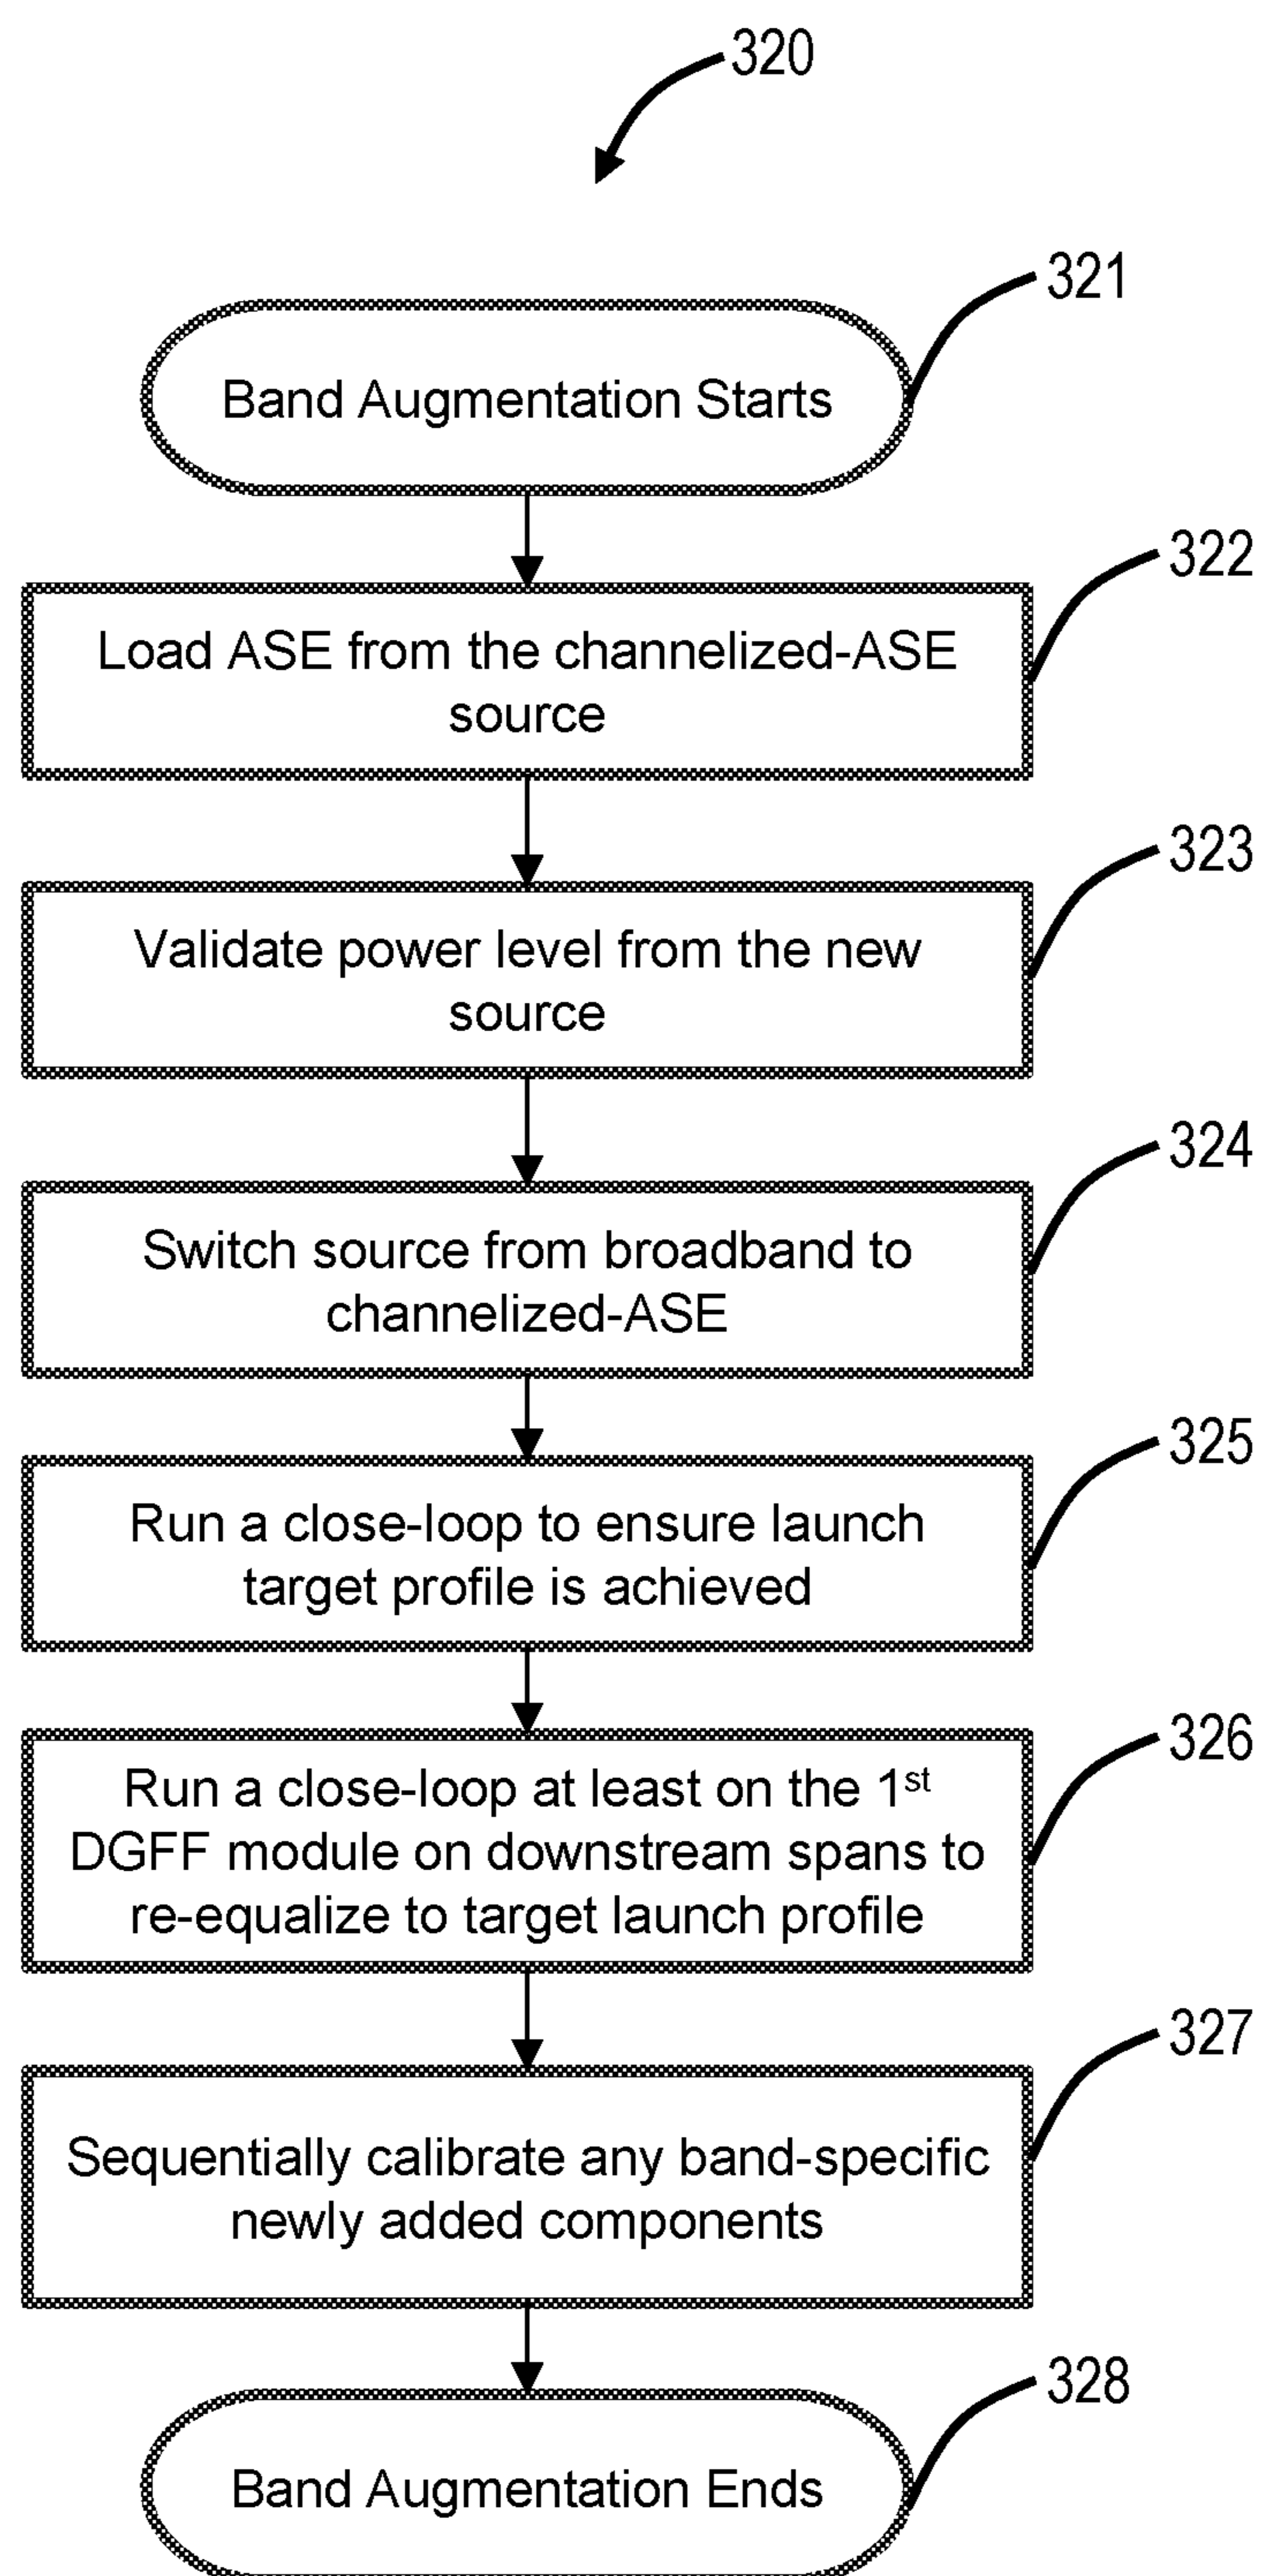 320
321
Band Augmentation Starts
322
Load ASE from the channelized-ASE
source
323
Validate power level from the new
source
324
Switch source from broadband to
channelized-ASE
325
Run a close-loop to ensure launch
target profile is achieved
326
Run a close-loop at least on the 1st
DGFF module on downstream spans to
re-equalize to target launch profile
327
Sequentially calibrate any band-specific
newly added components
328
Band Augmentation Ends